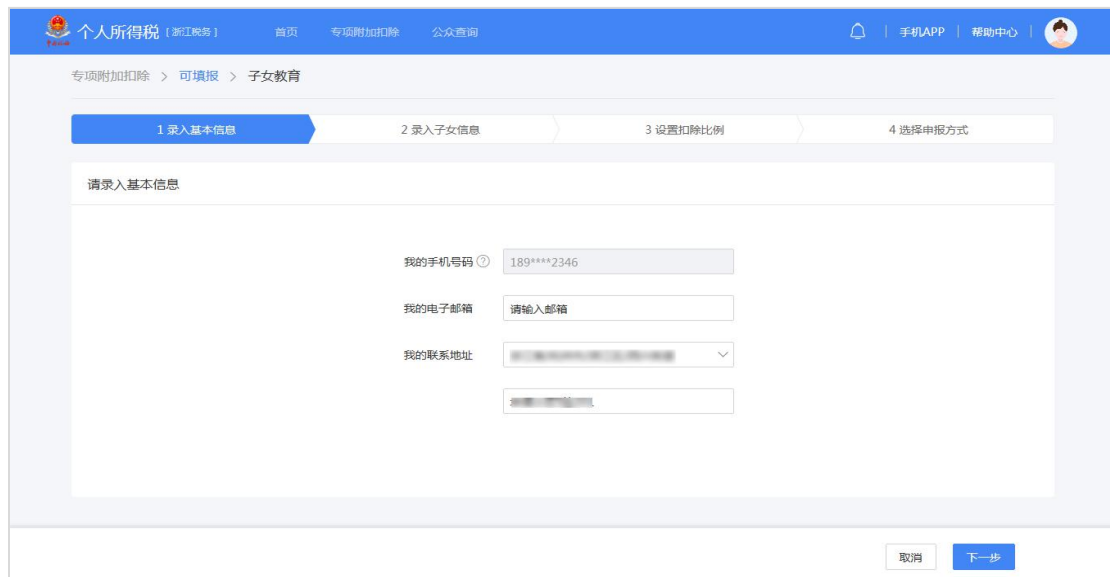 个人所得税 [ 浙江税务 ] 首页 专项附加扣除 公众查询 手机APP 帮助中心
专项附加扣除 > 可填报 > 子女教育
1 录入基本信息 2 录入子女信息 3 设置扣除比例 4 选择申报方式
请录入基本信息
我的手机号码 ? 189****2346
我的电子邮箱 请输入邮箱
我的联系地址
取消 下一步